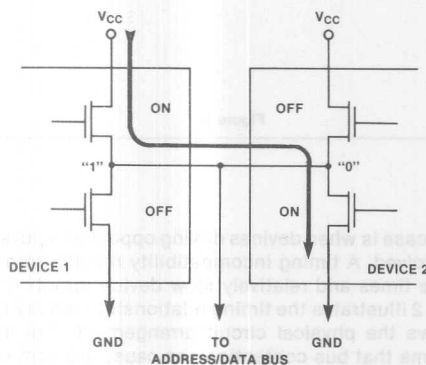 VCC VCC
ON OFF
"1" "0"
OFF ON
DEVICE 1 DEVICE 2
GND TO GND
ADDRESS/DATA BUS